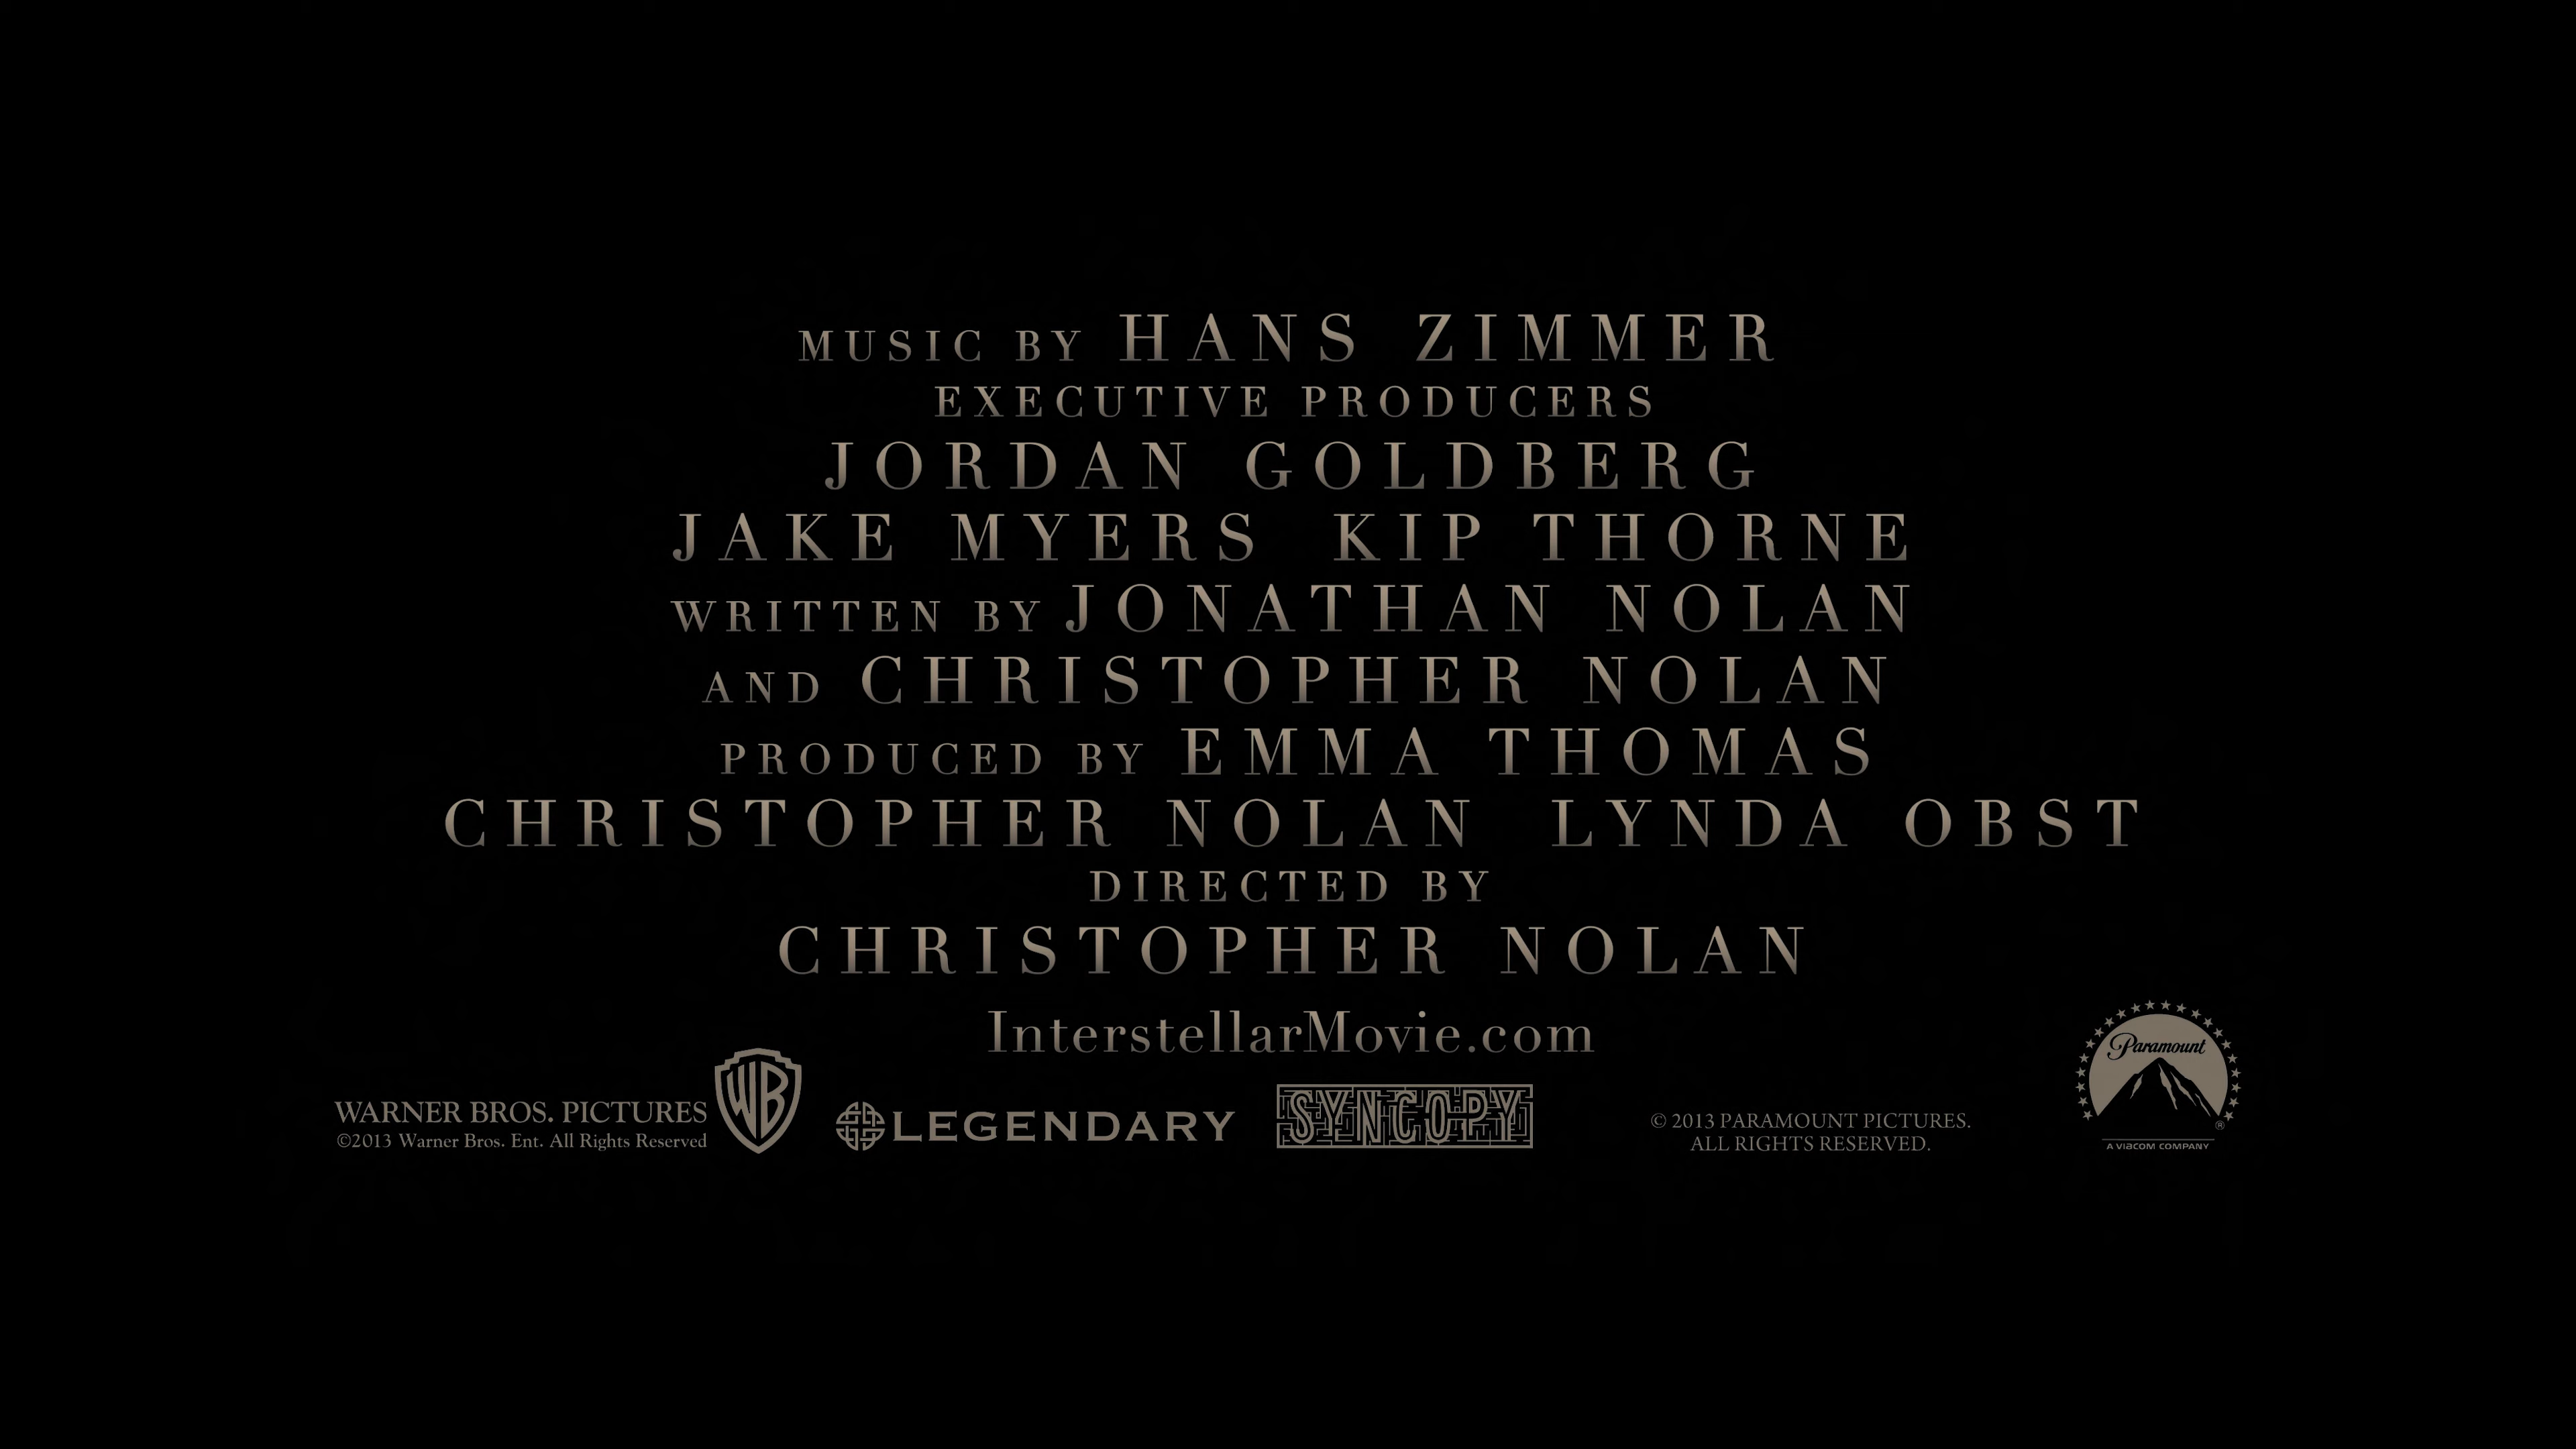 MUSIC BY HANS ZIMMER
EXECUTIVE PRODUCERS
JORDAN GOLDBERG
JAKE MYERS KIP THORNE
WRITTEN BY JONATHAN NOLAN
AND CHRISTOPHER NOLAN
PRODUCED BY EMMA THOMAS
CHRISTOPHER NOLAN LYNDA OBST
DIRECTED BY
CHRISTOPHER NOLAN
InterstellarMovie.com
WARNER BROS. PICTURES
©2013 Warner Bros. Ent. All Rights Reserved
WB
LEGENDARY
SYNCOPY
© 2013 PARAMOUNT PICTURES.
ALL RIGHTS RESERVED.
Paramount
®
A VIACOM COMPANY